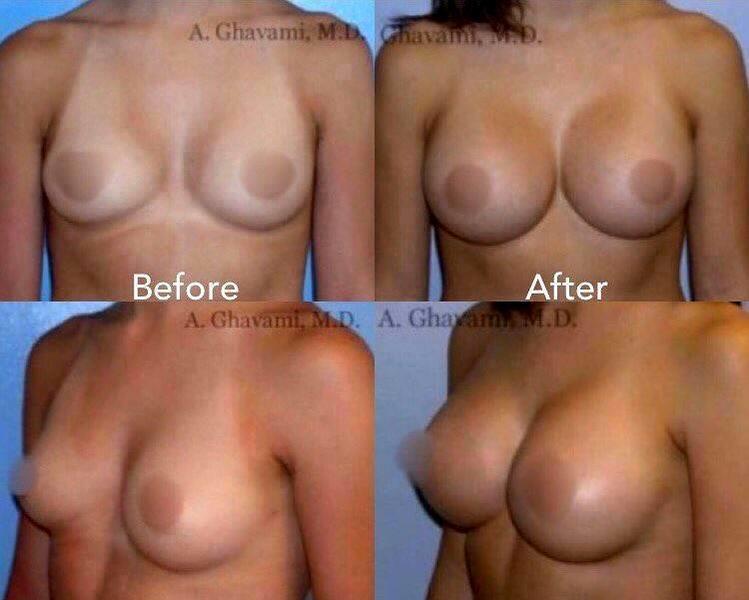 A. Ghavami, M.D.
Ghavami, M.D.
Before
After
A. Ghavami, M.D.
A. Ghavami, M.D.